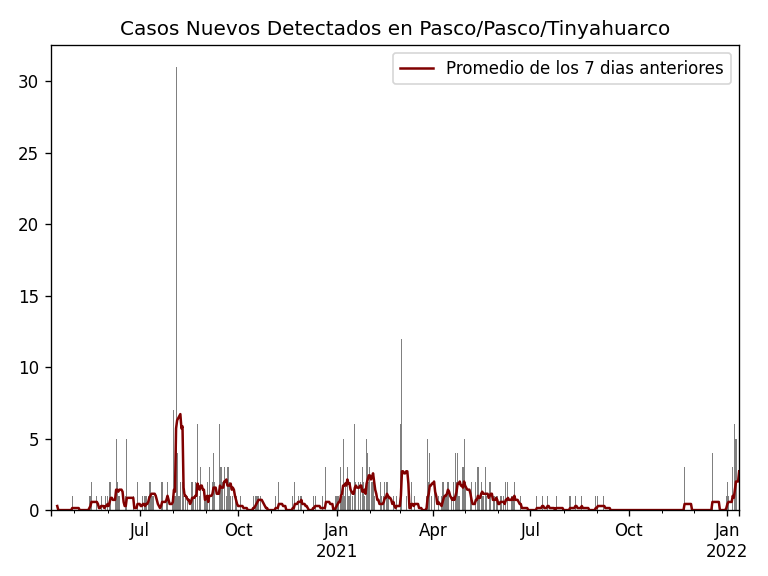 Casos Nuevos Detectados en Pasco/Pasco/Tinyahuarco
Promedio de los 7 dias anteriores
30
25
20
15
10
5
0
Jul Oct Jan Apr Jul Oct Jan
2021 2022